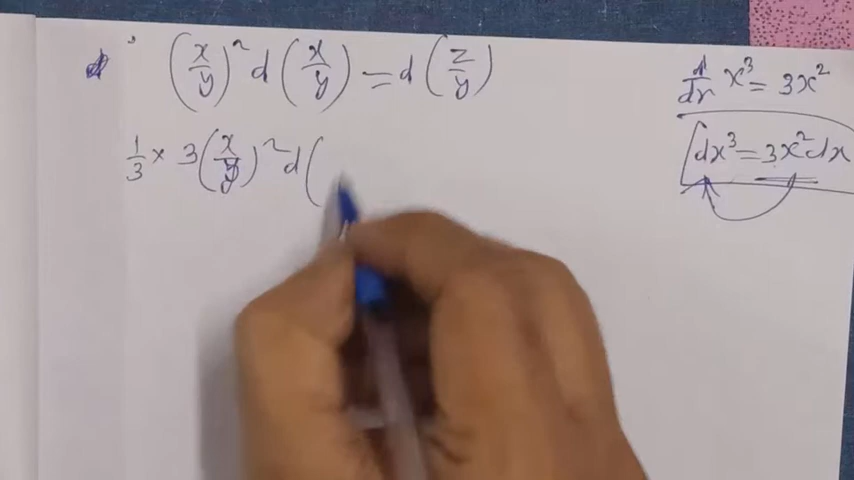 (x/y)² d(x/y) = d(z/y)
1/3 × 3(x/y)² d(
d/dx x³ = 3x²
dx³ = 3x²dx